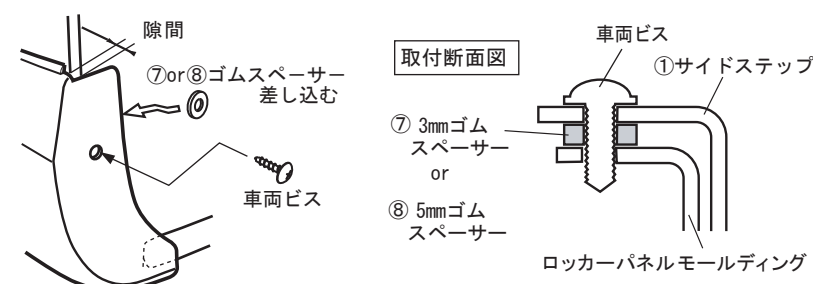 隙間
⑦or⑧ゴムスペーサー
差し込む
車両ビス
取付断面図
車両ビス
①サイドステップ
⑦ 3mmゴム
スペーサー
or
⑧ 5mmゴム
スペーサー
ロッカーパネルモールディング